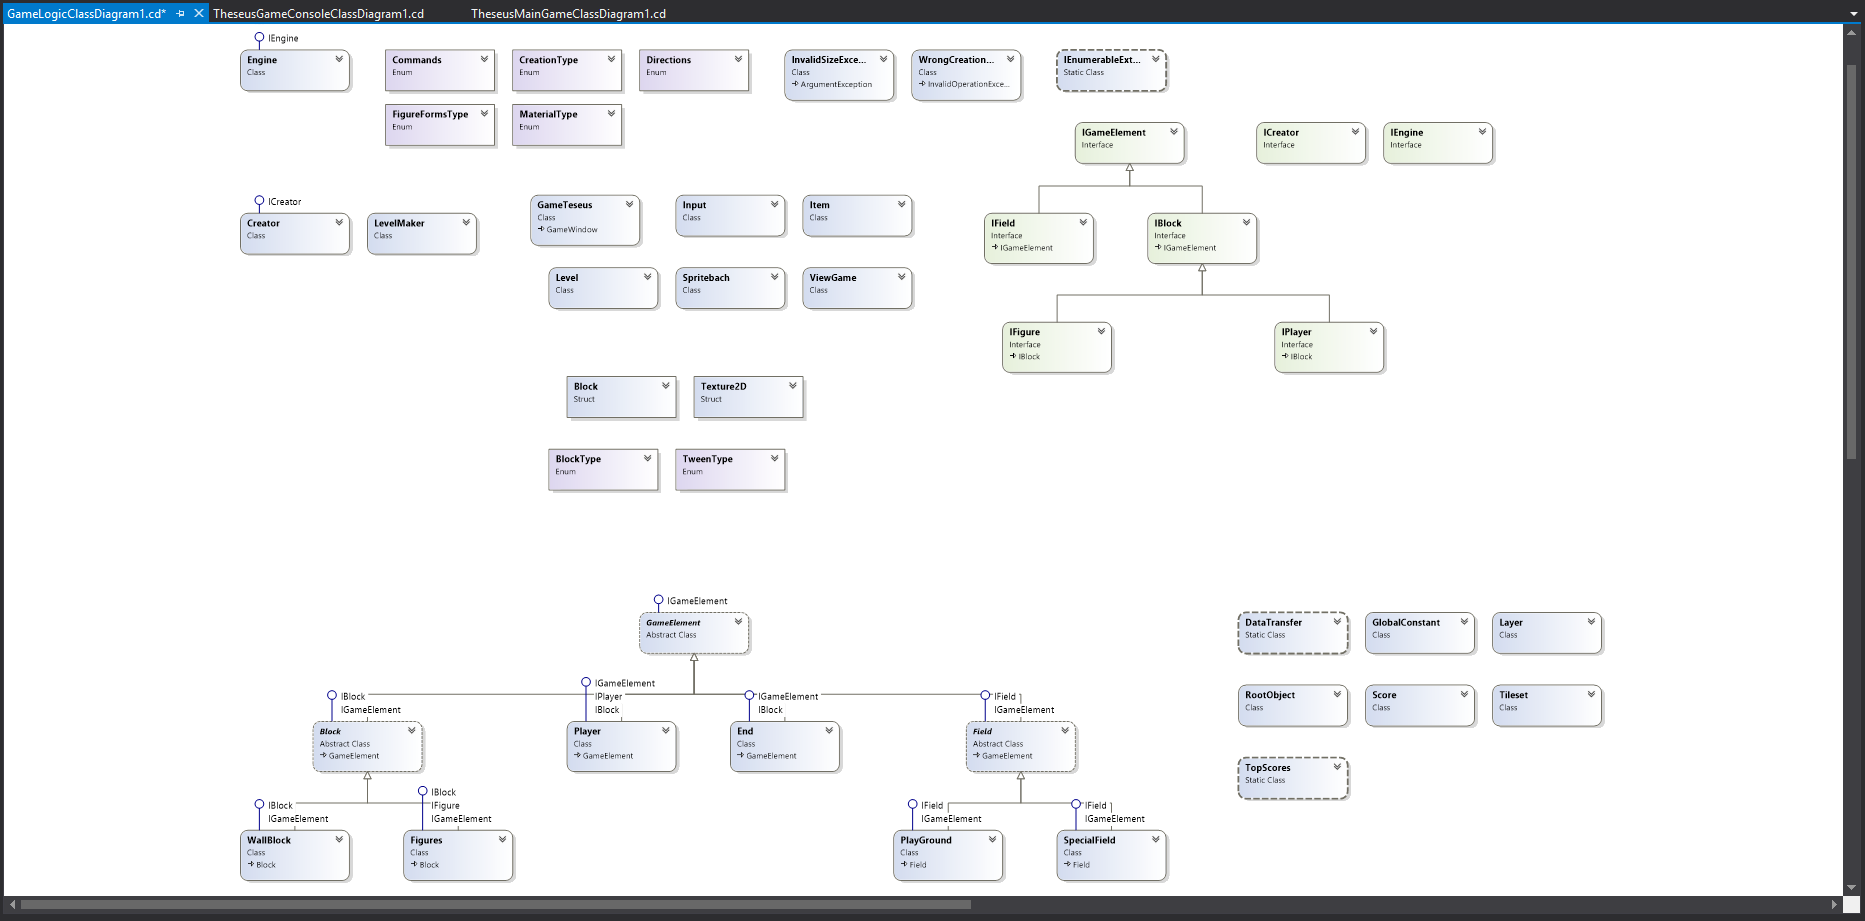 GameLogicClassDiagram1.cd*
TheseusGameConsoleClassDiagram1.cd
TheseusMainGameClassDiagram1.cd
IEngine
Engine
Class
Commands
Enum
CreationType
Enum
Directions
Enum
InvalidSizeExce...
Class
ArgumentException
WrongCreation...
Class
InvalidOperationExce...
IEnumerableExt...
Static Class
FigureFormsType
Enum
MaterialType
Enum
IGameElement
Interface
ICreator
Interface
IEngine
Interface
ICreator
Creator
Class
LevelMaker
Class
GameTeseus
Class
GameWindow
Input
Class
Item
Class
IField
Interface
IGameElement
IBlock
Interface
IGameElement
Level
Class
Spritebach
Class
ViewGame
Class
IFigure
Interface
IBlock
IPlayer
Interface
IBlock
Block
Struct
Texture2D
Struct
BlockType
Enum
TweenType
Enum
IGameElement
GameElement
Abstract Class
DataTransfer
Static Class
GlobalConstant
Class
Layer
Class
IBlock
IGameElement
Block
Abstract Class
GameElement
IGameElement
IPlayer
IBlock
Player
Class
GameElement
IGameElement
IBlock
End
Class
GameElement
IField
IGameElement
Field
Abstract Class
GameElement
RootObject
Class
Score
Class
Tileset
Class
TopScores
Static Class
IBlock
IGameElement
WallBlock
Class
Block
IBlock
IFigure
IGameElement
Figures
Class
Block
IField
IGameElement
PlayGround
Class
Field
IField
IGameElement
SpecialField
Class
Field